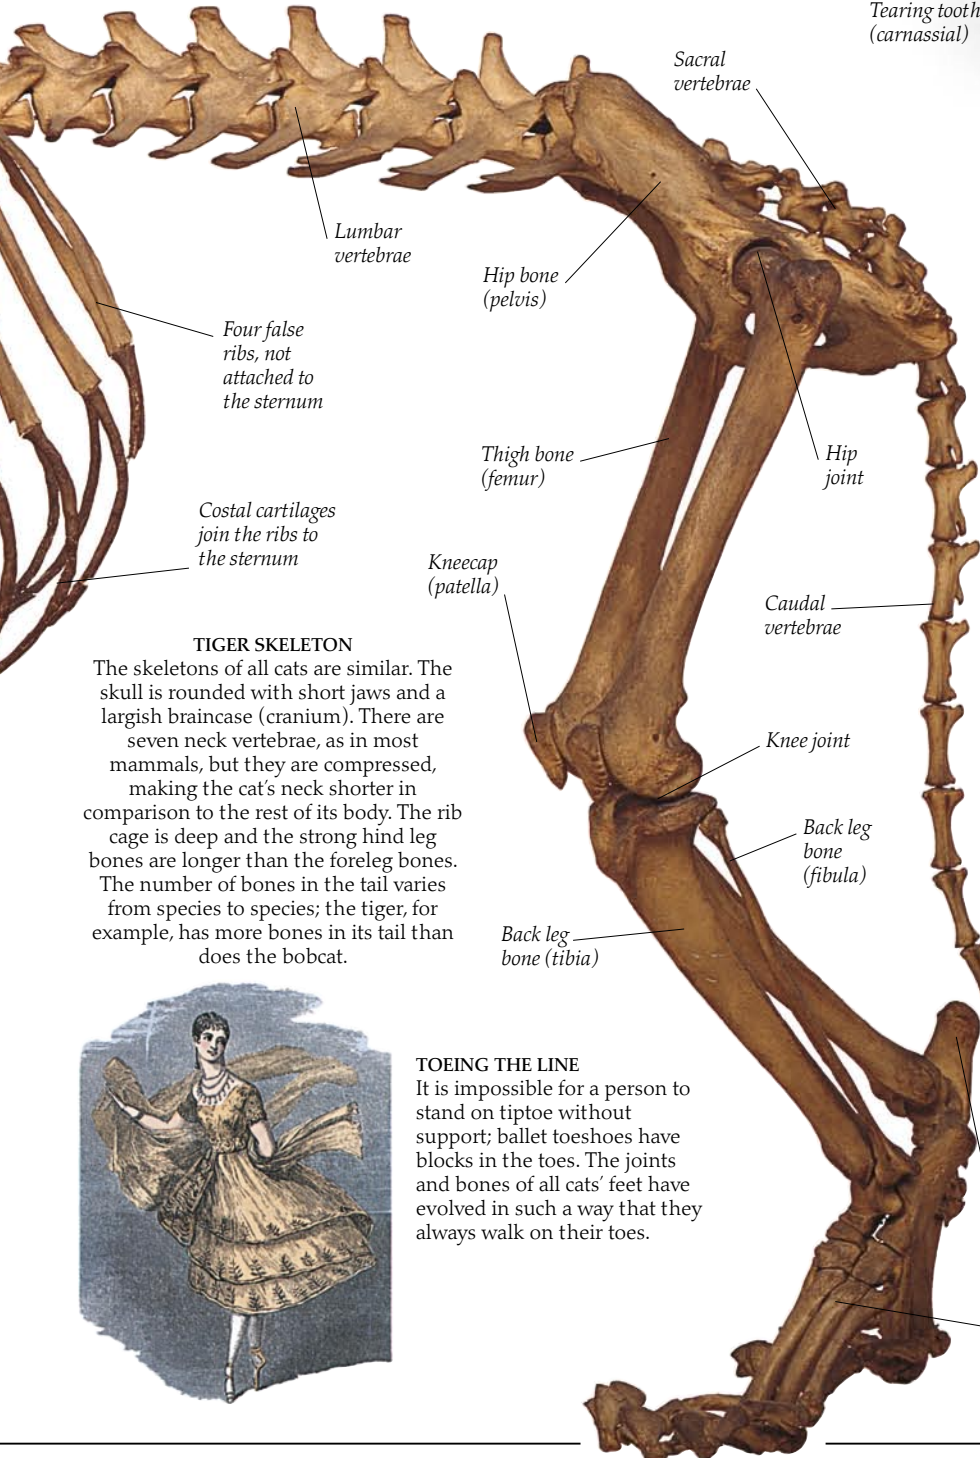 Tearing tooth
(carnassial)
Sacral
vertebrae
Lumbar
vertebrae
Hip bone
(pelvis)
Four false
ribs, not
attached to
the sternum
Thigh bone
(femur)
Hip
joint
Costal cartilages
join the ribs to
the sternum
Kneecap
(patella)
Caudal
vertebrae
TIGER SKELETON
The skeletons of all cats are similar. The
skull is rounded with short jaws and a
largish braincase (cranium). There are
seven neck vertebrae, as in most
mammals, but they are compressed,
making the cat's neck shorter in
comparison to the rest of its body. The rib
cage is deep and the strong hind leg
bones are longer than the foreleg bones.
The number of bones in the tail varies
from species to species; the tiger, for
example, has more bones in its tail than
does the bobcat.
Knee joint
Back leg
bone
(fibula)
Back leg
bone (tibia)
TOEING THE LINE
It is impossible for a person to
stand on tiptoe without
support; ballet toeshoes have
blocks in the toes. The joints
and bones of all cats' feet have
evolved in such a way that they
always walk on their toes.